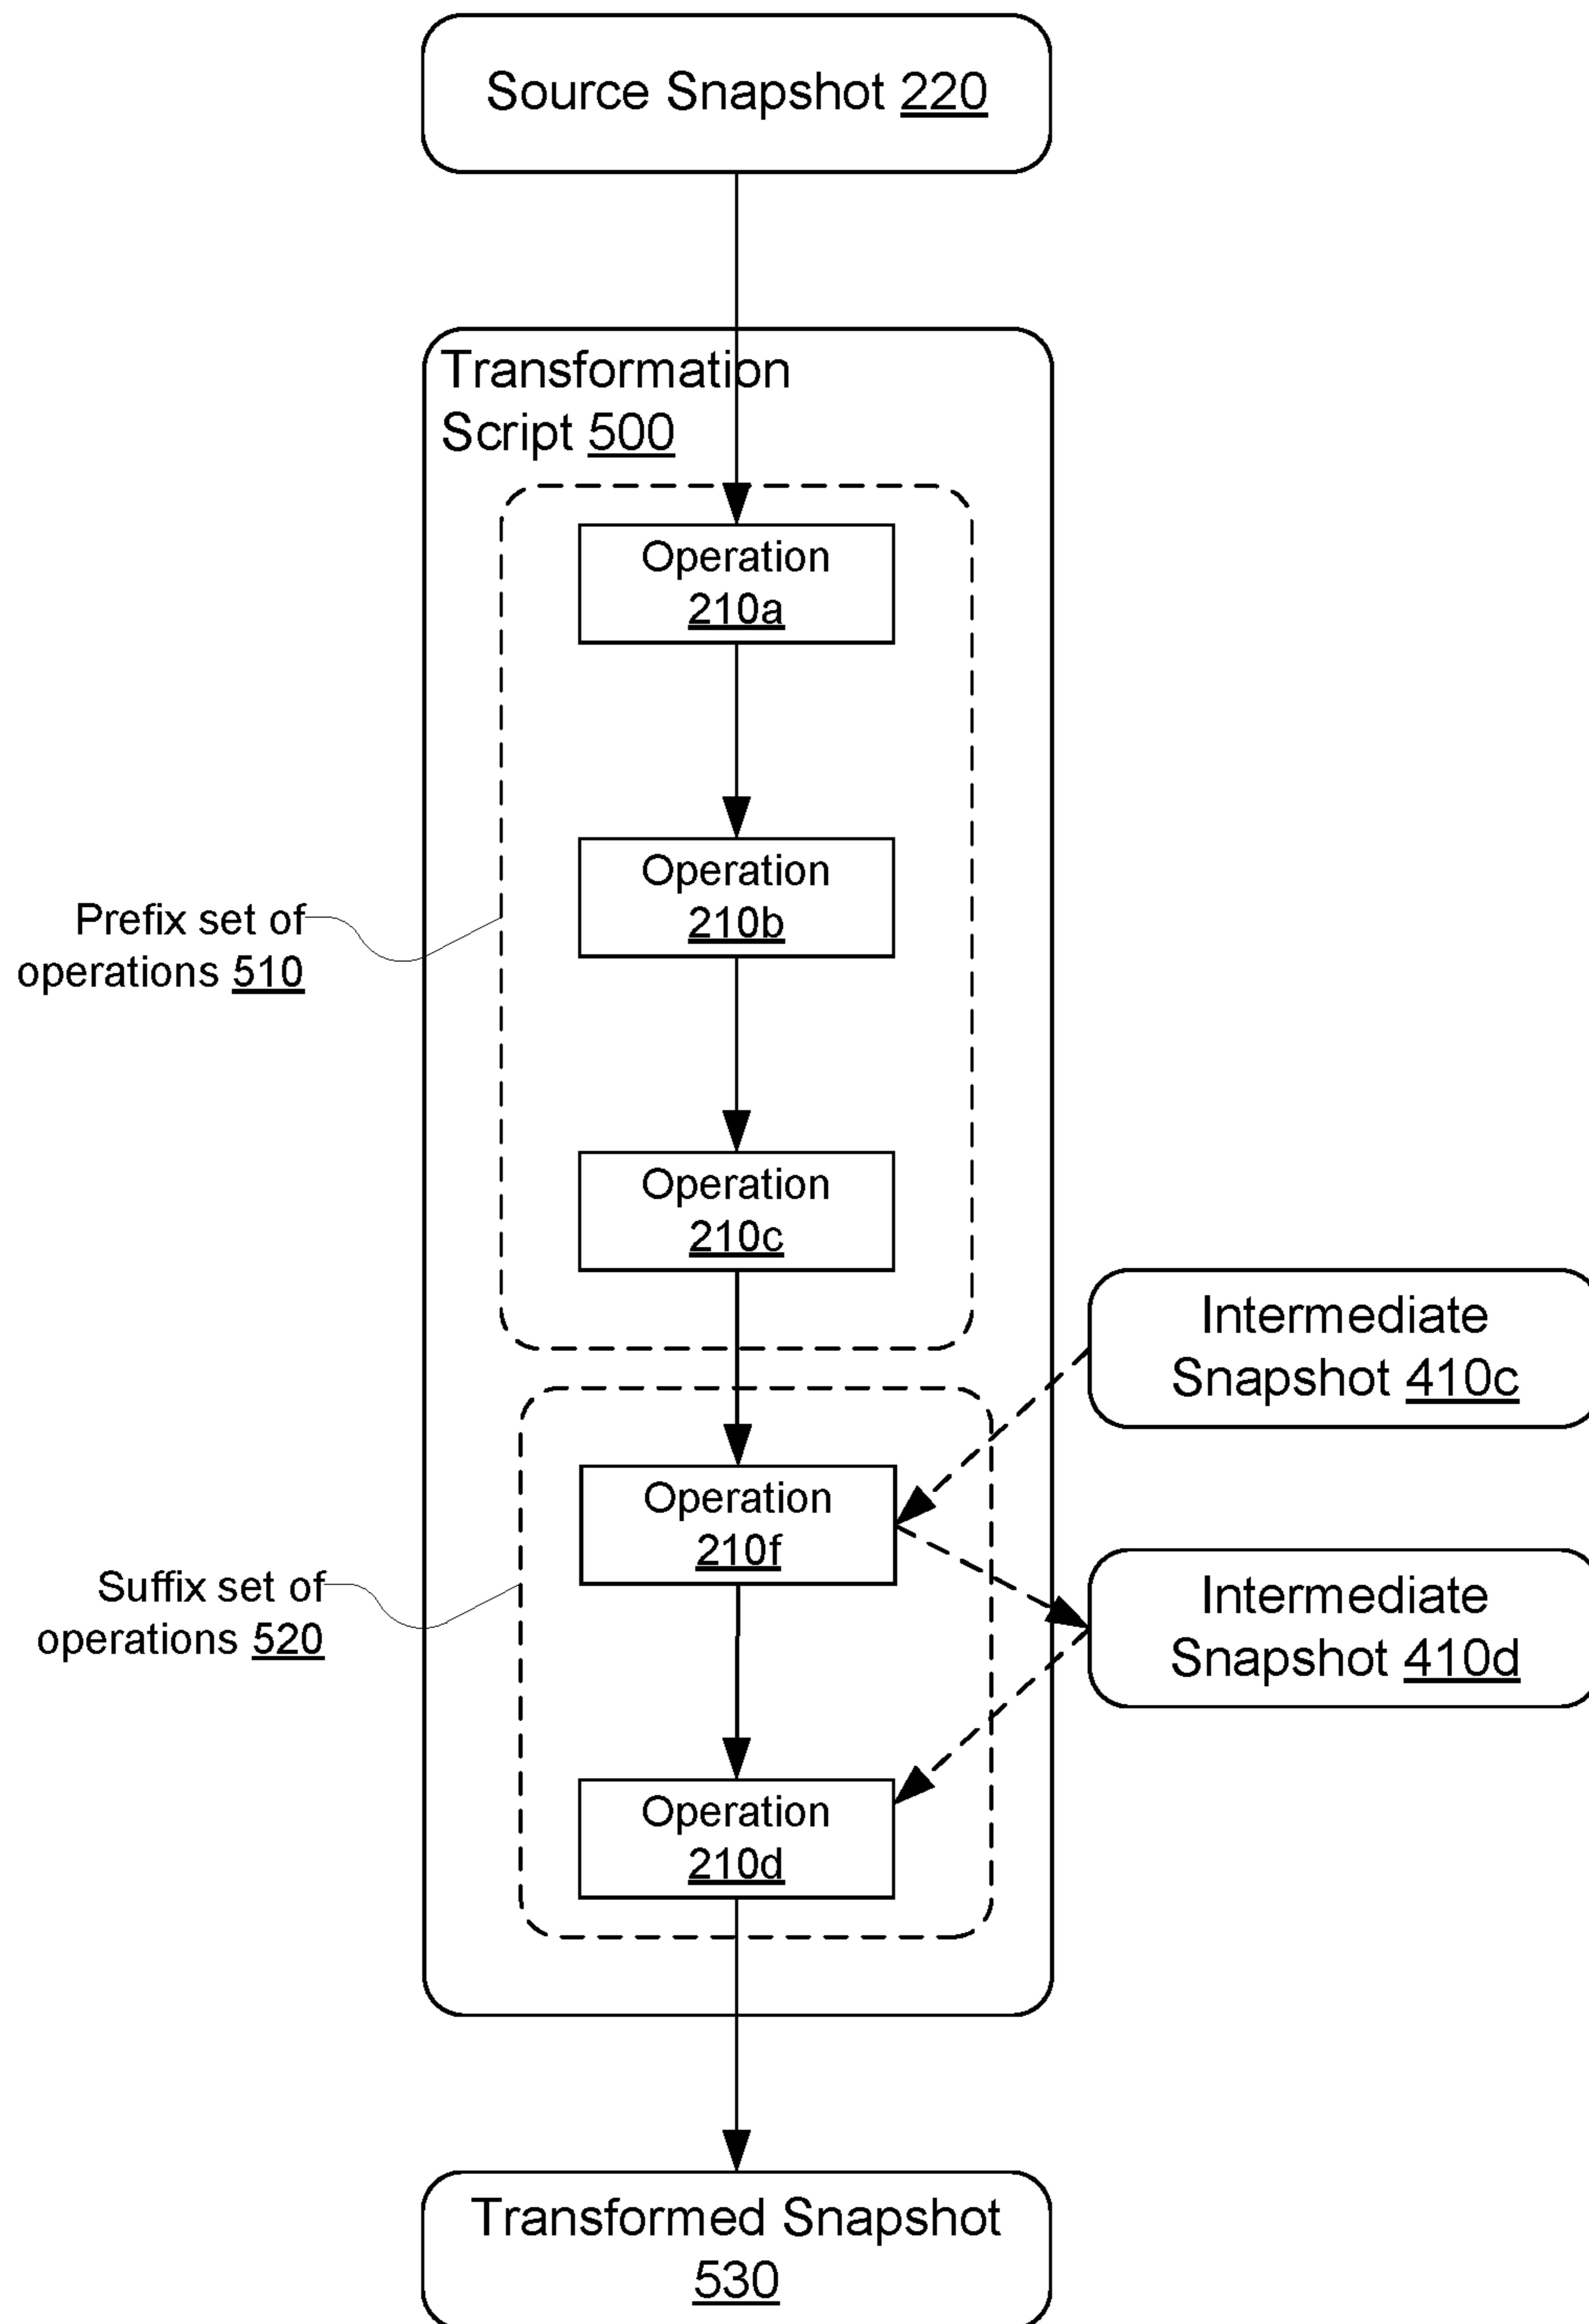 Source Snapshot 220
Transformation
Script 500
Operation
210a
Operation
210b
Prefix set of
operations 510
Operation
210c
Intermediate
Snapshot 410c
Operation
210f
Intermediate
Snapshot 410d
Suffix set of
operations 520
Operation
210d
Transformed Snapshot
530